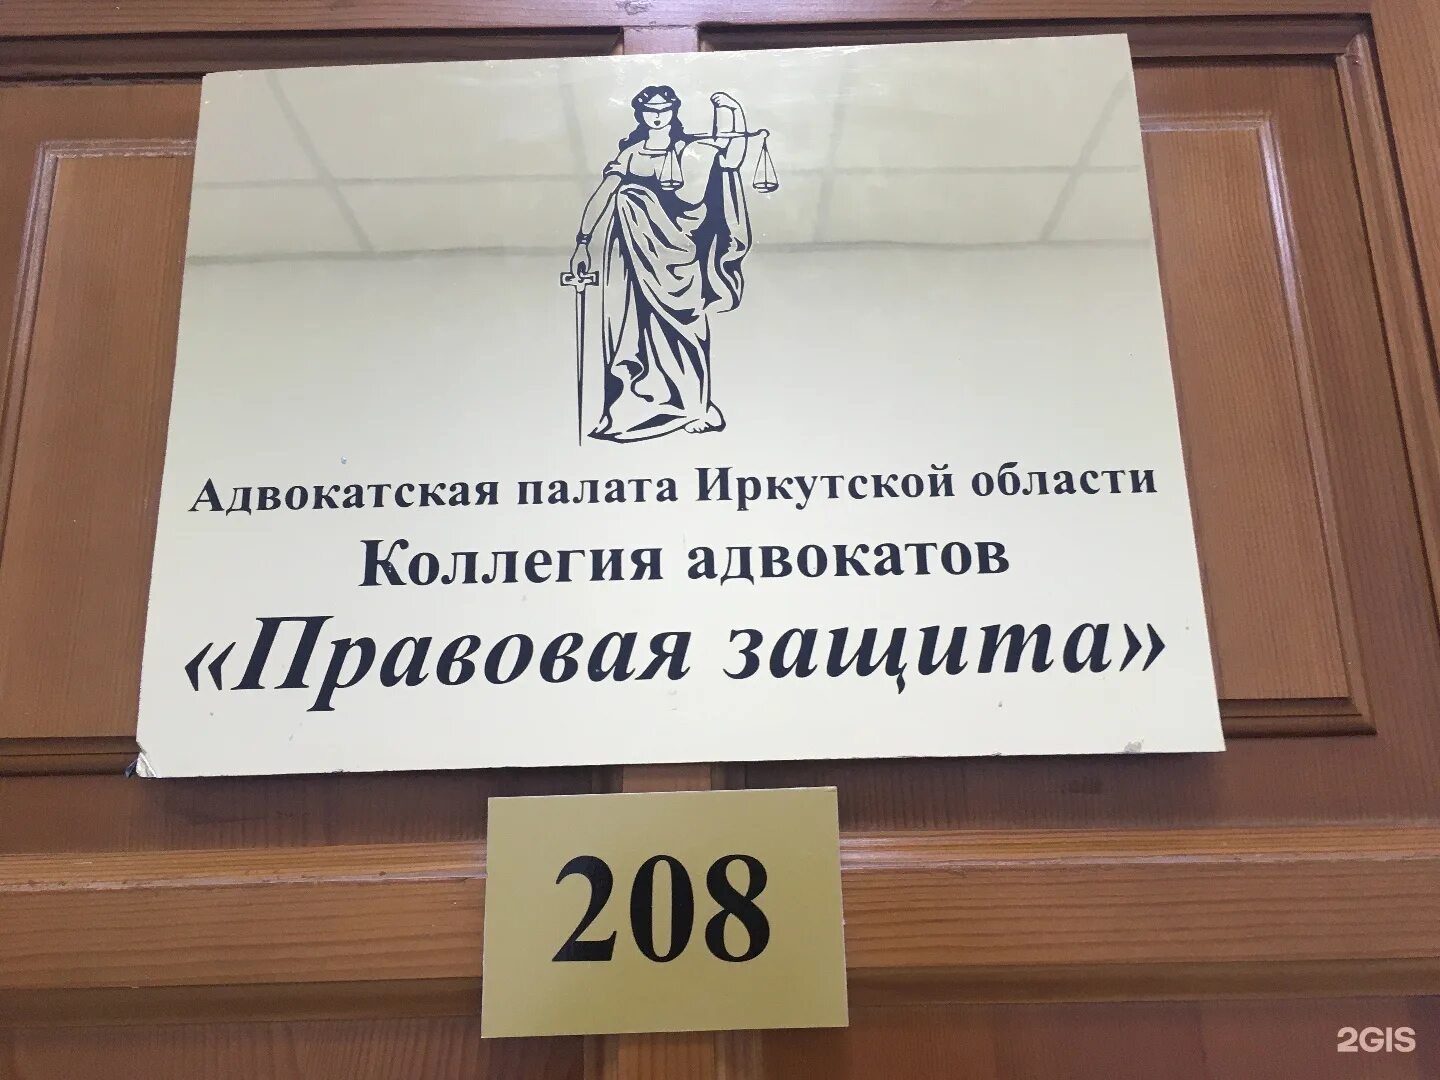 Адвокатская палата Иркутской области
Коллегия адвокатов
«Правовая защита»
208
2GIS